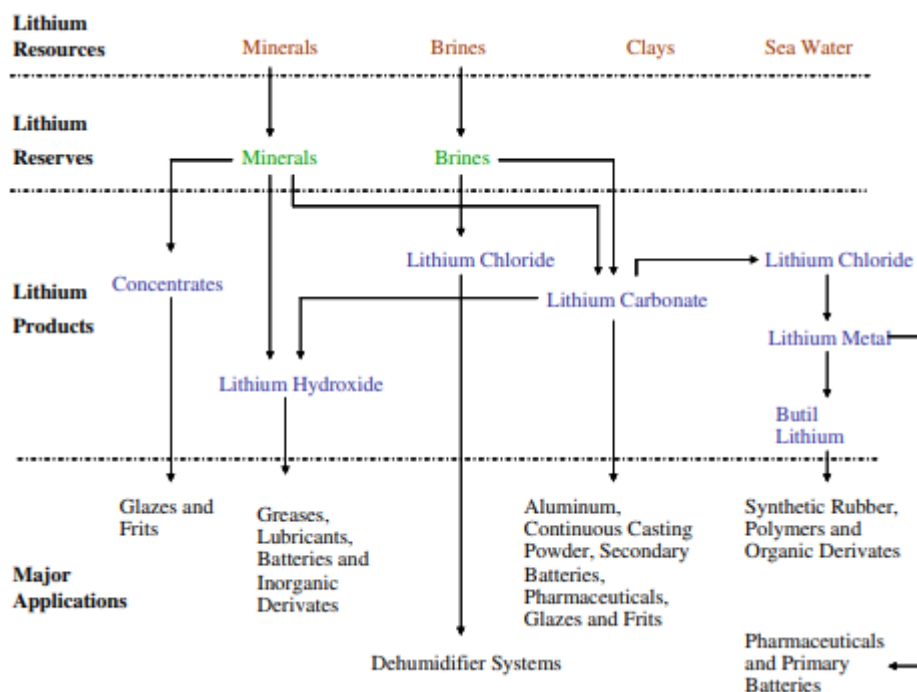 Lithium
Resources
Minerals
Brines
Clays
Sea Water
Lithium
Reserves
Minerals
Brines
Lithium
Products
Concentrates
Lithium Chloride
Lithium Carbonate
Lithium Chloride
Lithium Metal
Lithium Hydroxide
Butil
Lithium
Major
Applications
Glazes and
Frits
Greases,
Lubricants,
Batteries and
Inorganic
Derivates
Aluminum,
Continuous Casting
Powder, Secondary
Batteries,
Pharmaceuticals,
Glazes and Frits
Synthetic Rubber,
Polymers and
Organic Derivates
Dehumidifier Systems
Pharmaceuticals
and Primary
Batteries